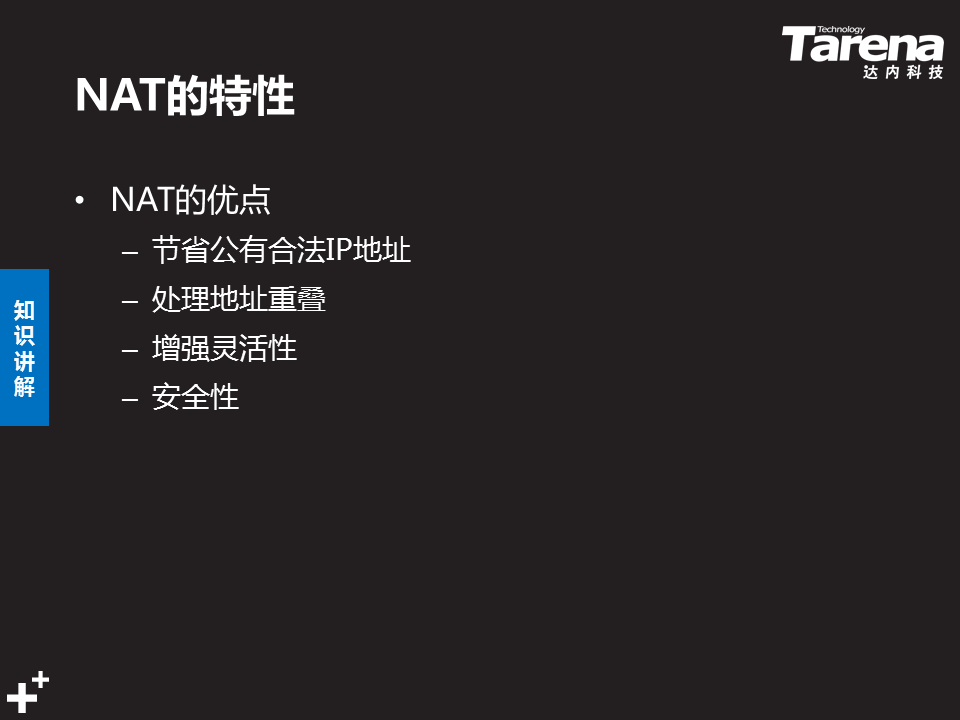 Technology
Tarena
达内科技
NAT的特性
• NAT的优点
– 节省公有合法IP地址
– 处理地址重叠
– 增强灵活性
– 安全性
知
识
讲
解